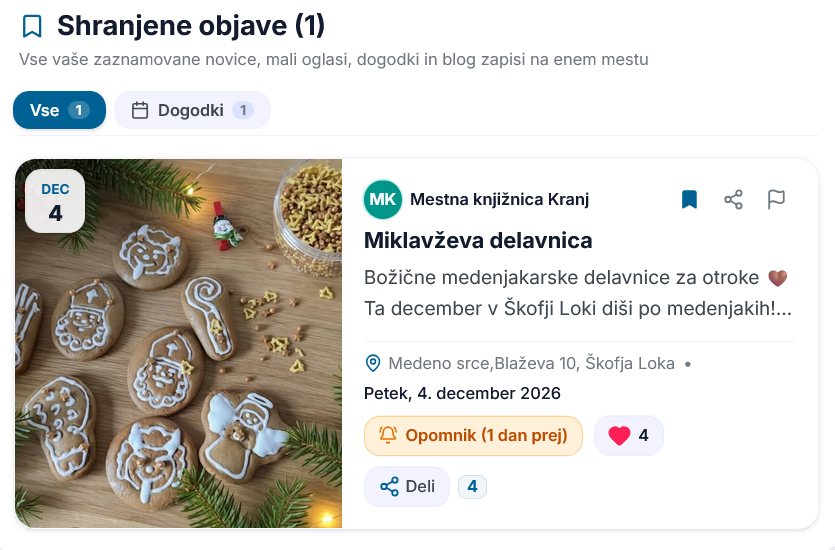 Shranjene objave (1)
Vse vaše zaznamovane novice, mali oglasi, dogodki in blog zapisi na enem mestu
Vse 1
Dogodki 1
DEC
4
MK Mestna knjižnica Kranj
Miklavževa delavnica
Božične medenjakarske delavnice za otroke
Ta december v Škofji Loki diši po medenjakih!...
Medeno srce,Blaževa 10, Škofja Loka •
Petek, 4. december 2026
Opomnik (1 dan prej) 4
Deli 4